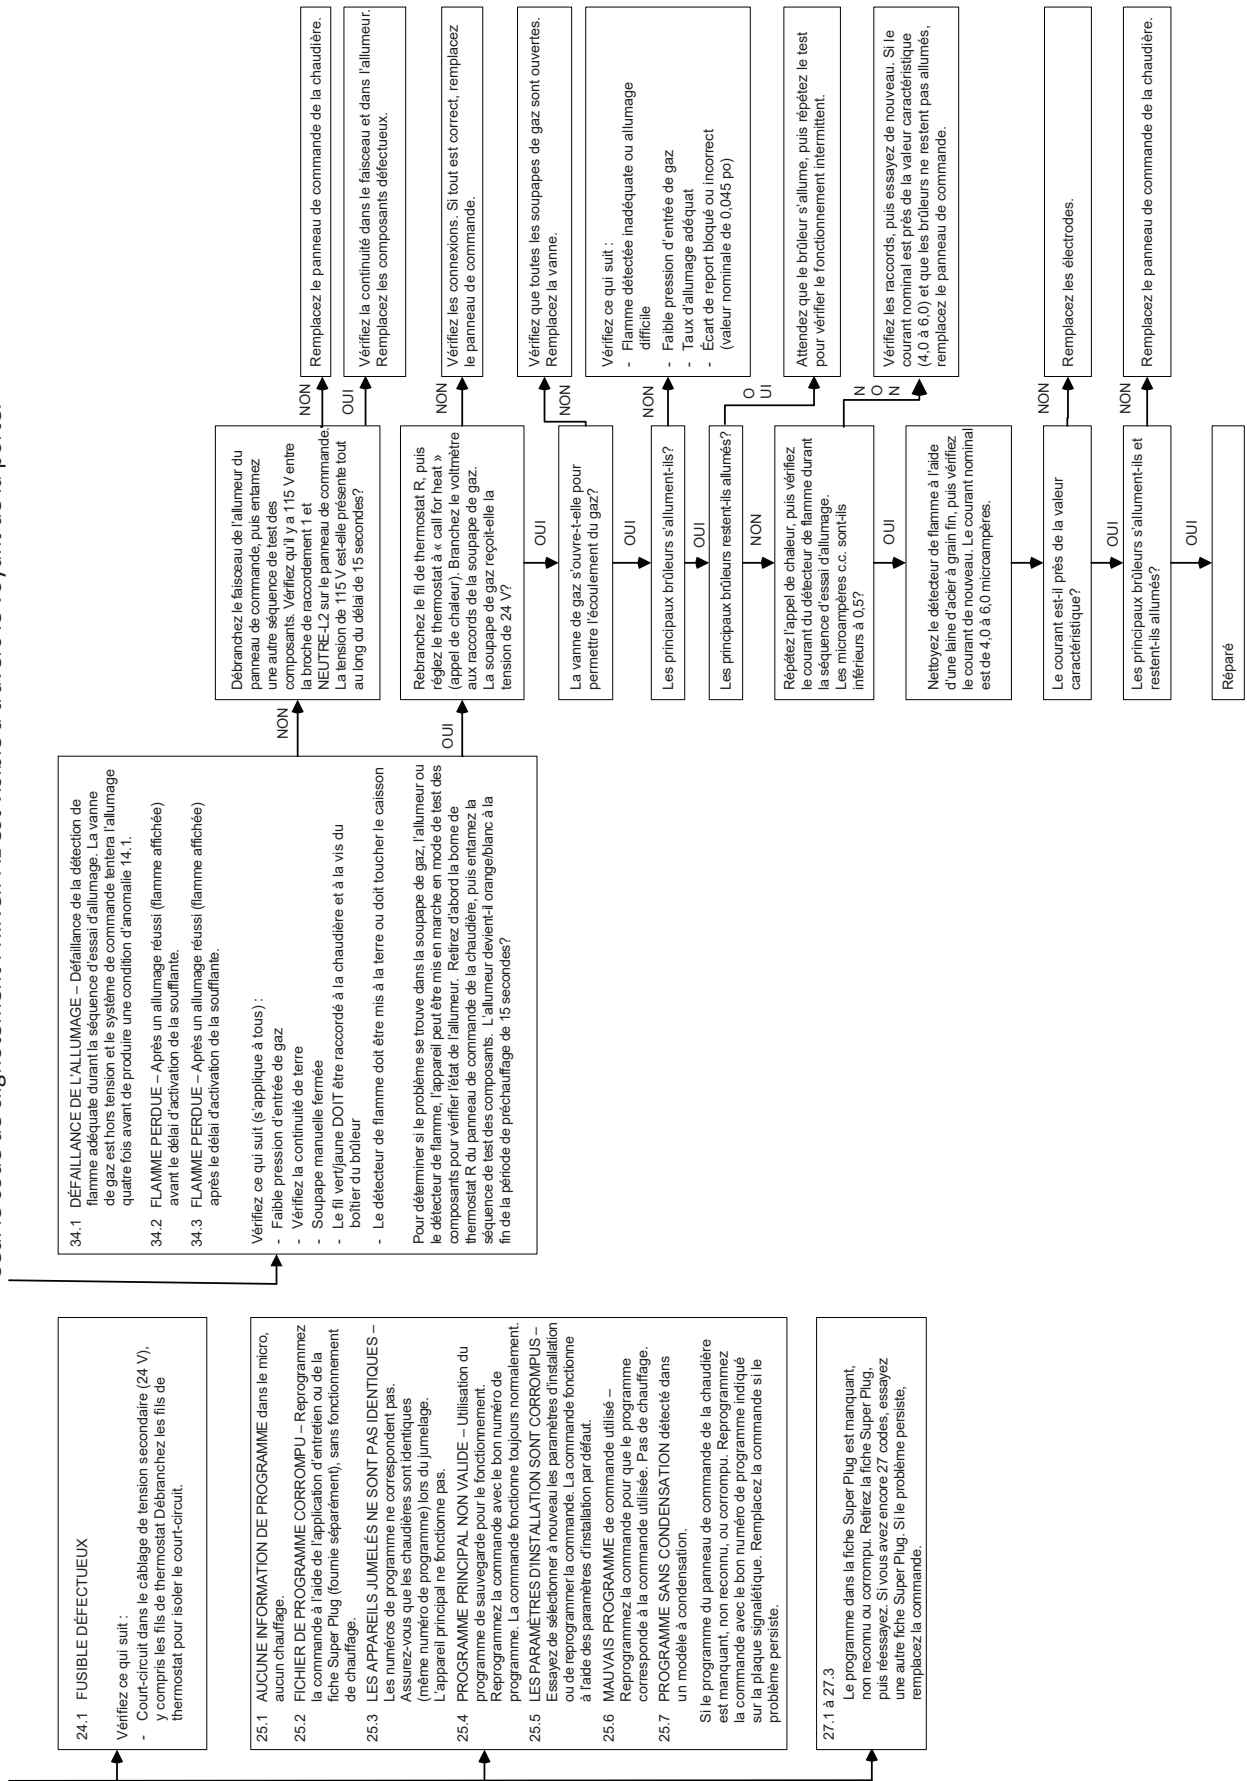 24.1 FUSIBLE DÉFECTUEUX
Vérifiez ce qui suit :
- Court-circuit dans le câblage de tension secondaire (24 V),
y compris les fils de thermostat Débranchez les fils de
thermostat pour isoler le court-circuit.
25.1 AUCUNE INFORMATION DE PROGRAMME dans le micro,
aucun chauffage.
25.2 FICHIER DE PROGRAMME CORROMPU – Reprogrammez
la commande à l'aide de l'application d'entretien ou de la
fiche Super Plug (fournie séparément), sans fonctionnement
de chauffage.
25.3 LES APPAREILS JUMELÉS NE SONT PAS IDENTIQUES –
Les numéros de programme ne correspondent pas.
Assurez-vous que les chaudières sont identiques
(même numéro de programme) lors du jumelage.
L'appareil principal ne fonctionne pas.
25.4 PROGRAMME PRINCIPAL NON VALIDE – Utilisation du
programme de sauvegarde pour le fonctionnement.
Reprogrammez la commande avec le bon numéro de
programme. La commande fonctionne toujours normalement.
25.5 LES PARAMÈTRES D'INSTALLATION SONT CORROMPUS –
Essayez de sélectionner à nouveau les paramètres d'installation
ou de reprogrammer la commande. La commande fonctionne
à l'aide des paramètres d'installation par défaut.
25.6 MAUVAIS PROGRAMME de commande utilisé –
Reprogrammez la commande pour que le programme
corresponde à la commande utilisée. Pas de chauffage.
25.7 PROGRAMME SANS CONDENSATION détecté dans
un modèle à condensation.
Si le programme du panneau de commande de la chaudière
est manquant, non reconnu, ou corrompu. Reprogrammez
la commande avec le bon numéro de programme indiqué
sur la plaque signalétique. Remplacez la commande si le
problème persiste.
27.1 à 27.3
Le programme dans la fiche Super Plug est manquant,
non reconnu ou corrompu. Retirez la fiche Super Plug,
puis réessayez. Si vous avez encore 27 codes, essayez
une autre fiche Super Plug. Si le problème persiste,
remplacez la commande.
34.1 DÉFAILLANCE DE L'ALLUMAGE – Défaillance de la détection de
flamme adéquate durant la séquence d'essai d'allumage. La vanne
de gaz est hors tension et le système de commande tentera l'allumage
quatre fois avant de produire une condition d'anomalie 14.1.
34.2 FLAMME PERDUE – Après un allumage réussi (flamme affichée)
avant le délai d'activation de la soufflante.
34.3 FLAMME PERDUE – Après un allumage réussi (flamme affichée)
après le délai d'activation de la soufflante.
Vérifiez ce qui suit (s'applique à tous) :
- Faible pression d'entrée de gaz
- Vérifiez la continuité de terre
- Soupape manuelle fermée
- Le fil vert/jaune DOIT être raccordé à la chaudière et à la vis du
boîtier du brûleur
- Le détecteur de flamme doit être mis à la terre ou doit toucher le caisson
Pour déterminer si le problème se trouve dans la soupape de gaz, l'allumeur ou
le détecteur de flamme, l'appareil peut être mis en marche en mode de test des
composants pour vérifier l'état de l'allumeur. Retirez d'abord la borne de
thermostat R du panneau de commande de la chaudière, puis entamez la
séquence de test des composants. L'allumeur devient-il orange/blanc à la
fin de la période de préchauffage de 15 secondes?
NON
OUI
Débranchez le faisceau de l'allumeur du
panneau de commande, puis entamez
une autre séquence de test des
composants. Vérifiez qu'il y a 115 V entre
la broche de raccordement 1 et
NEUTRE-L2 sur le panneau de commande.
La tension de 115 V est-elle présente tout
au long du délai de 15 secondes?
NON
Remplacez le panneau de commande de la chaudière.
OUI
Vérifiez la continuité dans le faisceau et dans l'allumeur.
Remplacez les composants défectueux.
Rebranchez le fil de thermostat R, puis
réglez le thermostat à « call for heat »
(appel de chaleur). Branchez le voltmètre
aux raccords de la soupape de gaz.
La soupape de gaz reçoit-elle la
tension de 24 V?
NON
Vérifiez les connexions. Si tout est correct, remplacez
le panneau de commande.
OUI
La vanne de gaz s'ouvre-t-elle pour
permettre l'écoulement du gaz?
NON
Vérifiez que toutes les soupapes de gaz sont ouvertes.
Remplacez la vanne.
OUI
Les principaux brûleurs s'allument-ils?
NON
Vérifiez ce qui suit :
- Flamme détectée inadéquate ou allumage
difficile
- Faible pression d'entrée de gaz
- Taux d'allumage adéquat
- Écart de report bloqué ou incorrect
(valeur nominale de 0,045 po)
OUI
Les principaux brûleurs restent-ils allumés?
O
UI
Attendez que le brûleur s'allume, puis répétez le test
pour vérifier le fonctionnement intermittent.
NON
Répétez l'appel de chaleur, puis vérifiez
le courant du détecteur de flamme durant
la séquence d'essai d'allumage.
Les microampères c.c. sont-ils
inférieurs à 0,5?
N
O
N
Vérifiez les raccords, puis essayez de nouveau. Si le
courant nominal est près de la valeur caractéristique
(4,0 à 6,0) et que les brûleurs ne restent pas allumés,
remplacez le panneau de commande.
OUI
Nettoyez le détecteur de flamme à l'aide
d'une laine d'acier à grain fin, puis vérifiez
le courant de nouveau. Le courant nominal
est de 4,0 à 6,0 microampères.
Le courant est-il près de la valeur
caractéristique?
NON
Remplacez les électrodes.
OUI
Les principaux brûleurs s'allument-ils et
restent-ils allumés?
NON
Remplacez le panneau de commande de la chaudière.
OUI
Réparé